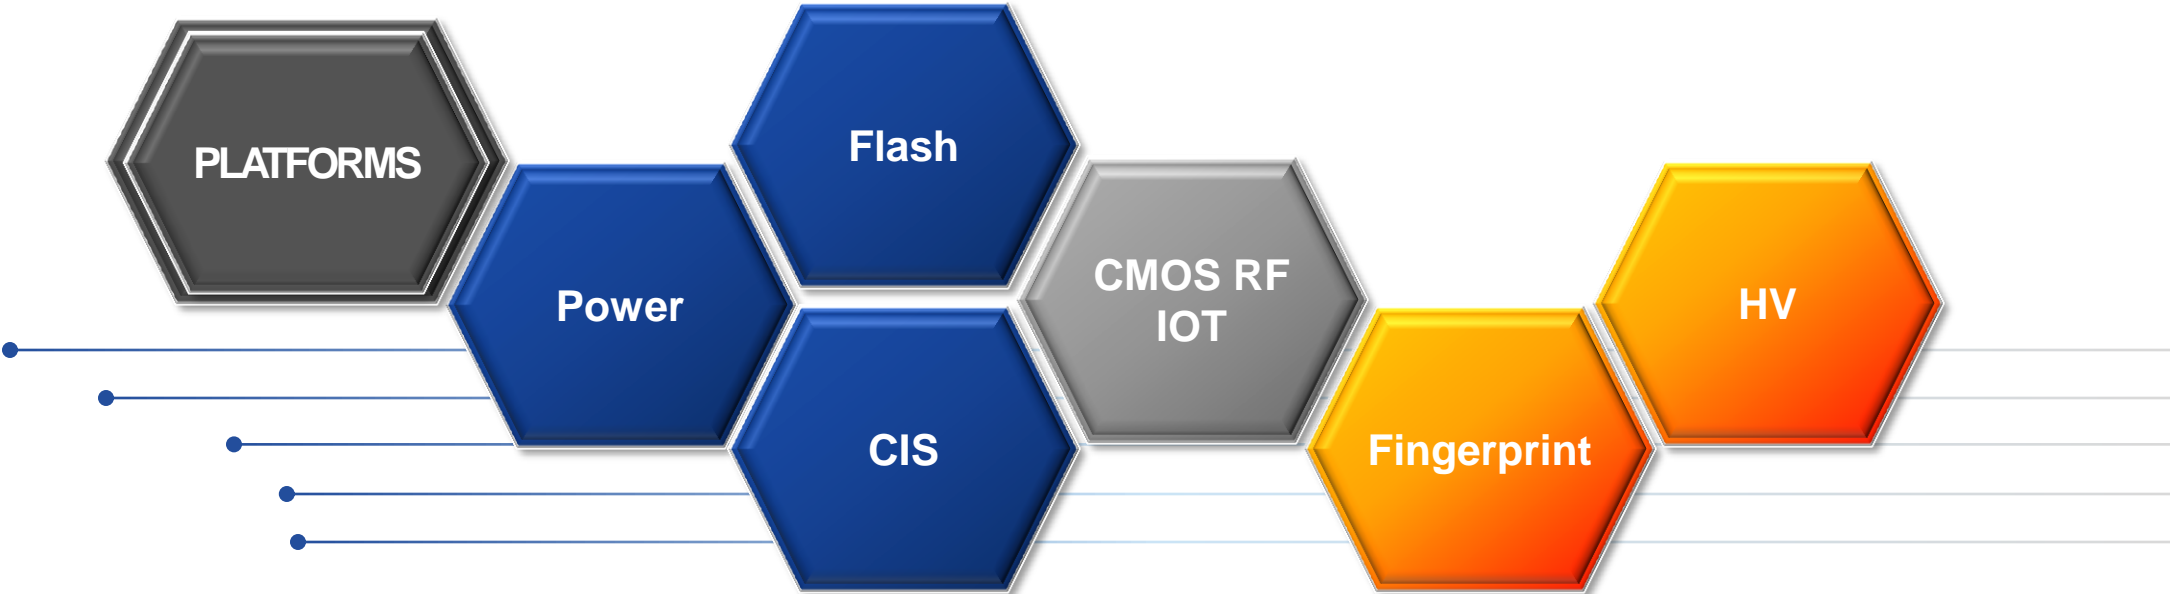 PLATFORMS
Power
Flash
CIS
CMOS RF
IOT
Fingerprint
HV